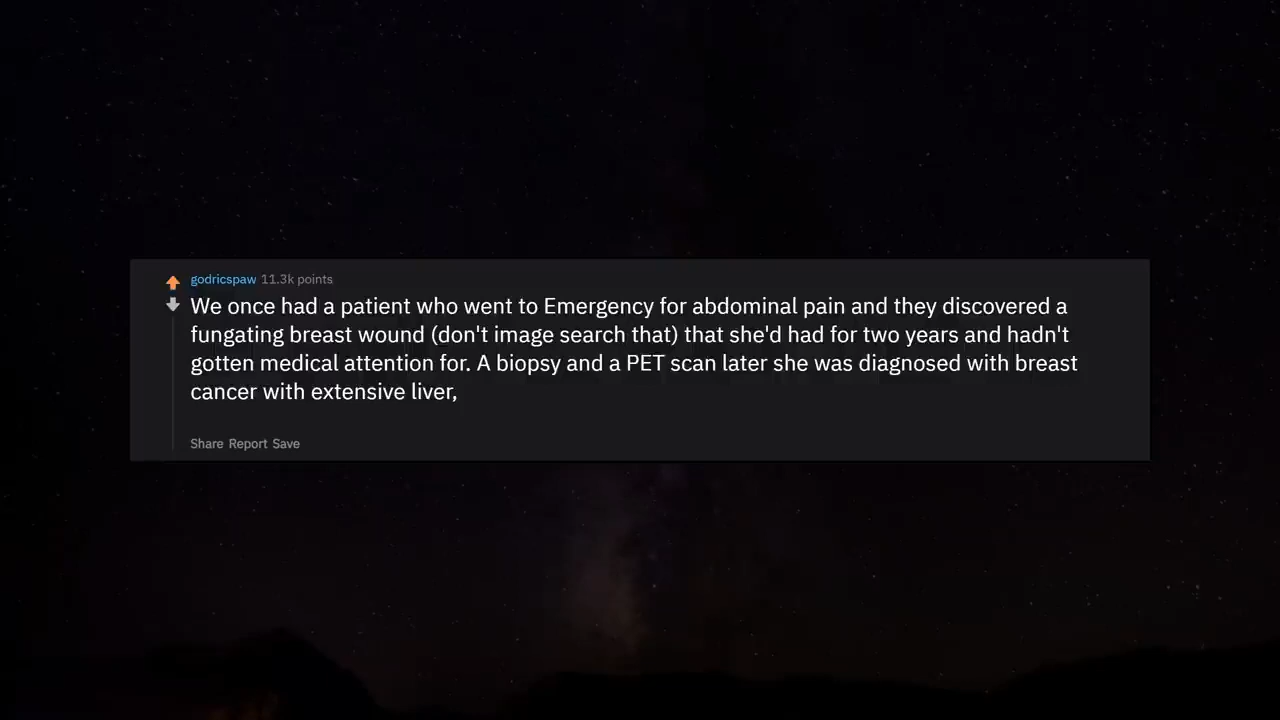 godricspaw 11.3k points
We once had a patient who went to Emergency for abdominal pain and they discovered a
fungating breast wound (don't image search that) that she'd had for two years and hadn't
gotten medical attention for. A biopsy and a PET scan later she was diagnosed with breast
cancer with extensive liver,
Share Report Save